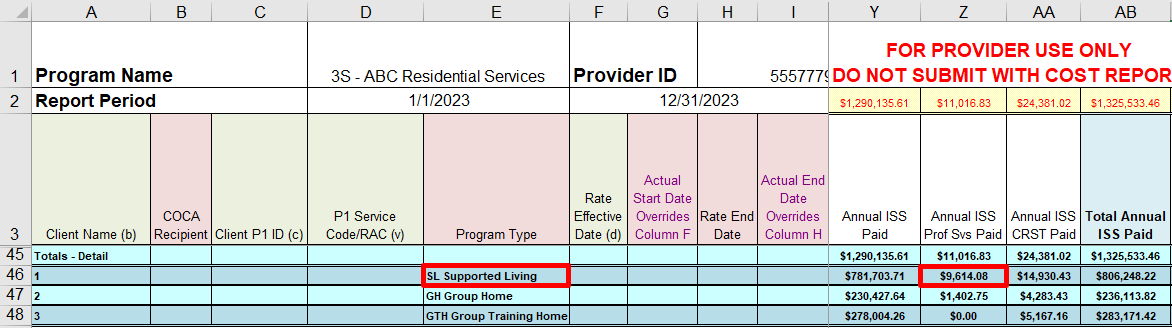 A B C D E F G H I Y Z AA AB
1 Program Name 3S - ABC Residential Services Provider ID 5557779 FOR PROVIDER USE ONLY
DO NOT SUBMIT WITH COST REPOR
2 Report Period 1/1/2023 12/31/2023 $1,290,135.61 $11,016.83 $24,381.02 $1,325,533.46
3 Client Name (b) COCA Recipient Client P1 ID (c) P1 Service Code/RAC (v) Program Type Rate Effective Date (d) Actual Start Date Overrides Column F Rate End Date Actual End Date Overrides Column H Annual ISS Paid Annual ISS Prof Svs Paid Annual ISS CRST Paid Total Annual ISS Paid
45 Totals - Detail $1,290,135.61 $11,016.83 $24,381.02 $1,325,533.46
46 1 SL Supported Living $781,703.71 $9,614.08 $14,930.43 $806,248.22
47 2 GH Group Home $230,427.64 $1,402.75 $4,283.43 $236,113.82
48 3 GTH Group Training Home $278,004.26 $0.00 $5,167.16 $283,171.42